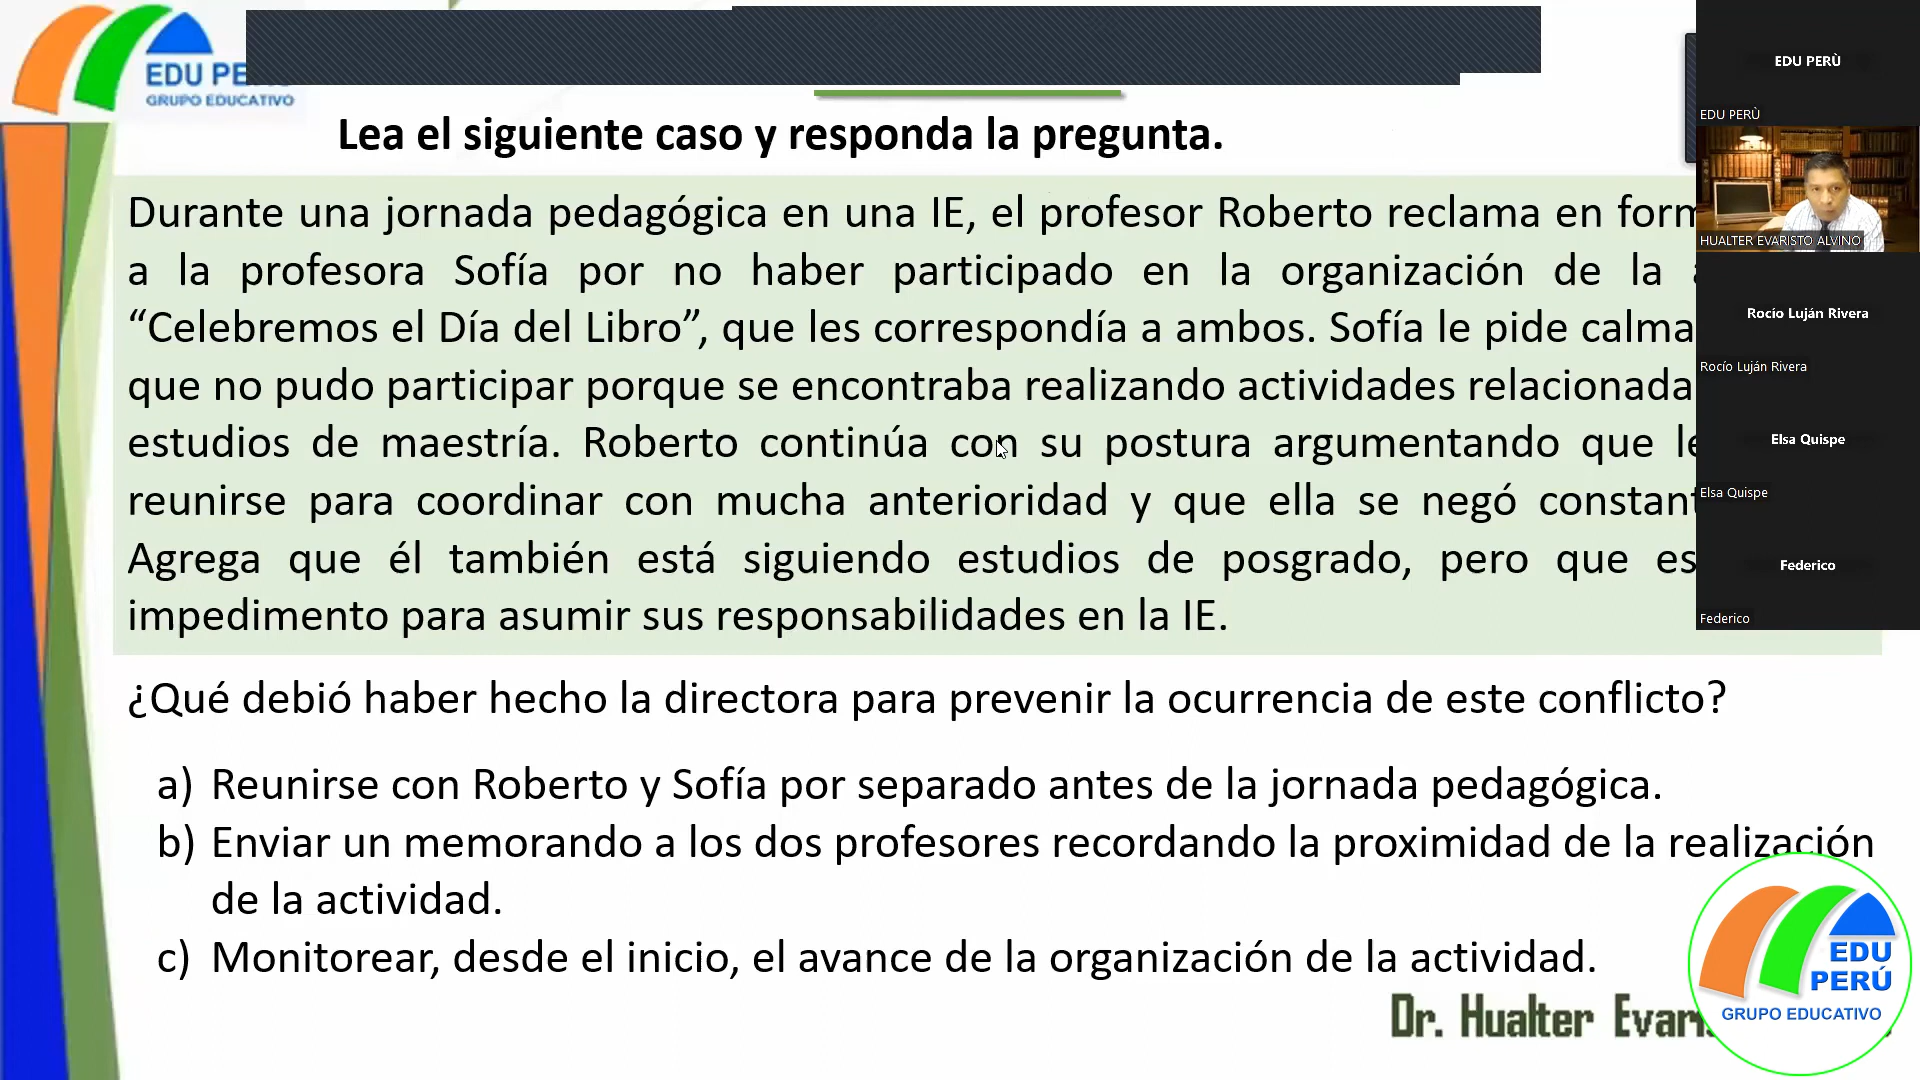 EDU PE
GRUPO EDUCATIVO
Lea el siguiente caso y responda la pregunta.
Durante una jornada pedagógica en una IE, el profesor Roberto reclama en
a la profesora Sofía por no haber participado en la organización de la
“Celebremos el Día del Libro”, que les correspondía a ambos. Sofía le pide calma
que no pudo participar porque se encontraba realizando actividades
estudios de maestría. Roberto continúa con su postura argumentando que
reunirse para coordinar con mucha anterioridad y que ella se negó
Agrega que él también está siguiendo estudios de posgrado, pero que
impedimento para asumir sus responsabilidades en la IE.
¿Qué debió haber hecho la directora para prevenir la ocurrencia de este conflicto?
a) Reunirse con Roberto y Sofía por separado antes de la jornada pedagógica.
b) Enviar un memorando a los dos profesores recordando la proximidad de la realización
de la actividad.
c) Monitorear, desde el inicio, el avance de la organización de la actividad.
Dr. Hualter
EDU
PERÚ
GRUPO EDUCATIVO
EDU PERÙ
EDU PERÙ
HUALTER EVARISTO ALVINO
Rocío Luján Rivera
Rocío Luján Rivera
Elsa Quispe
Elsa Quispe
Federico
Federico